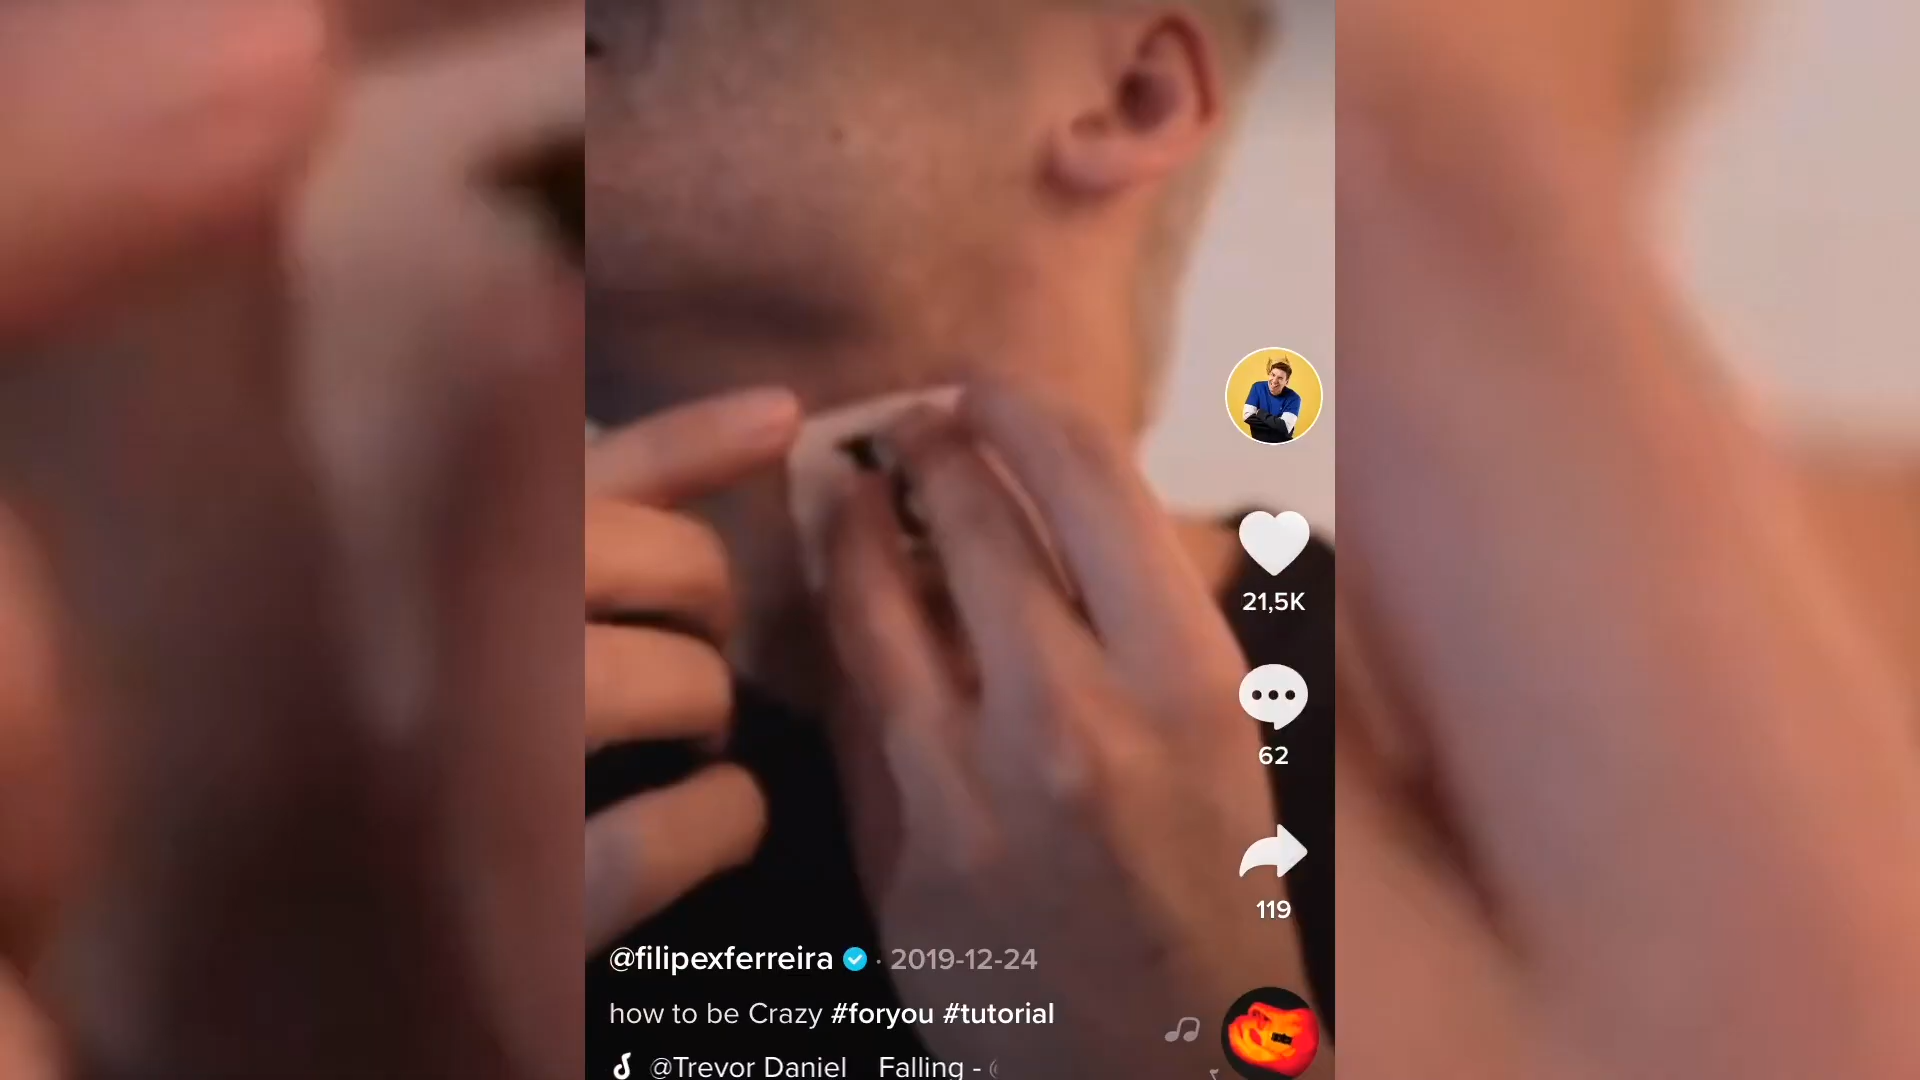 21,5K
62
119
@filipexferreira · 2019-12-24
how to be Crazy #foryou #tutorial
@Trevor Daniel Falling -